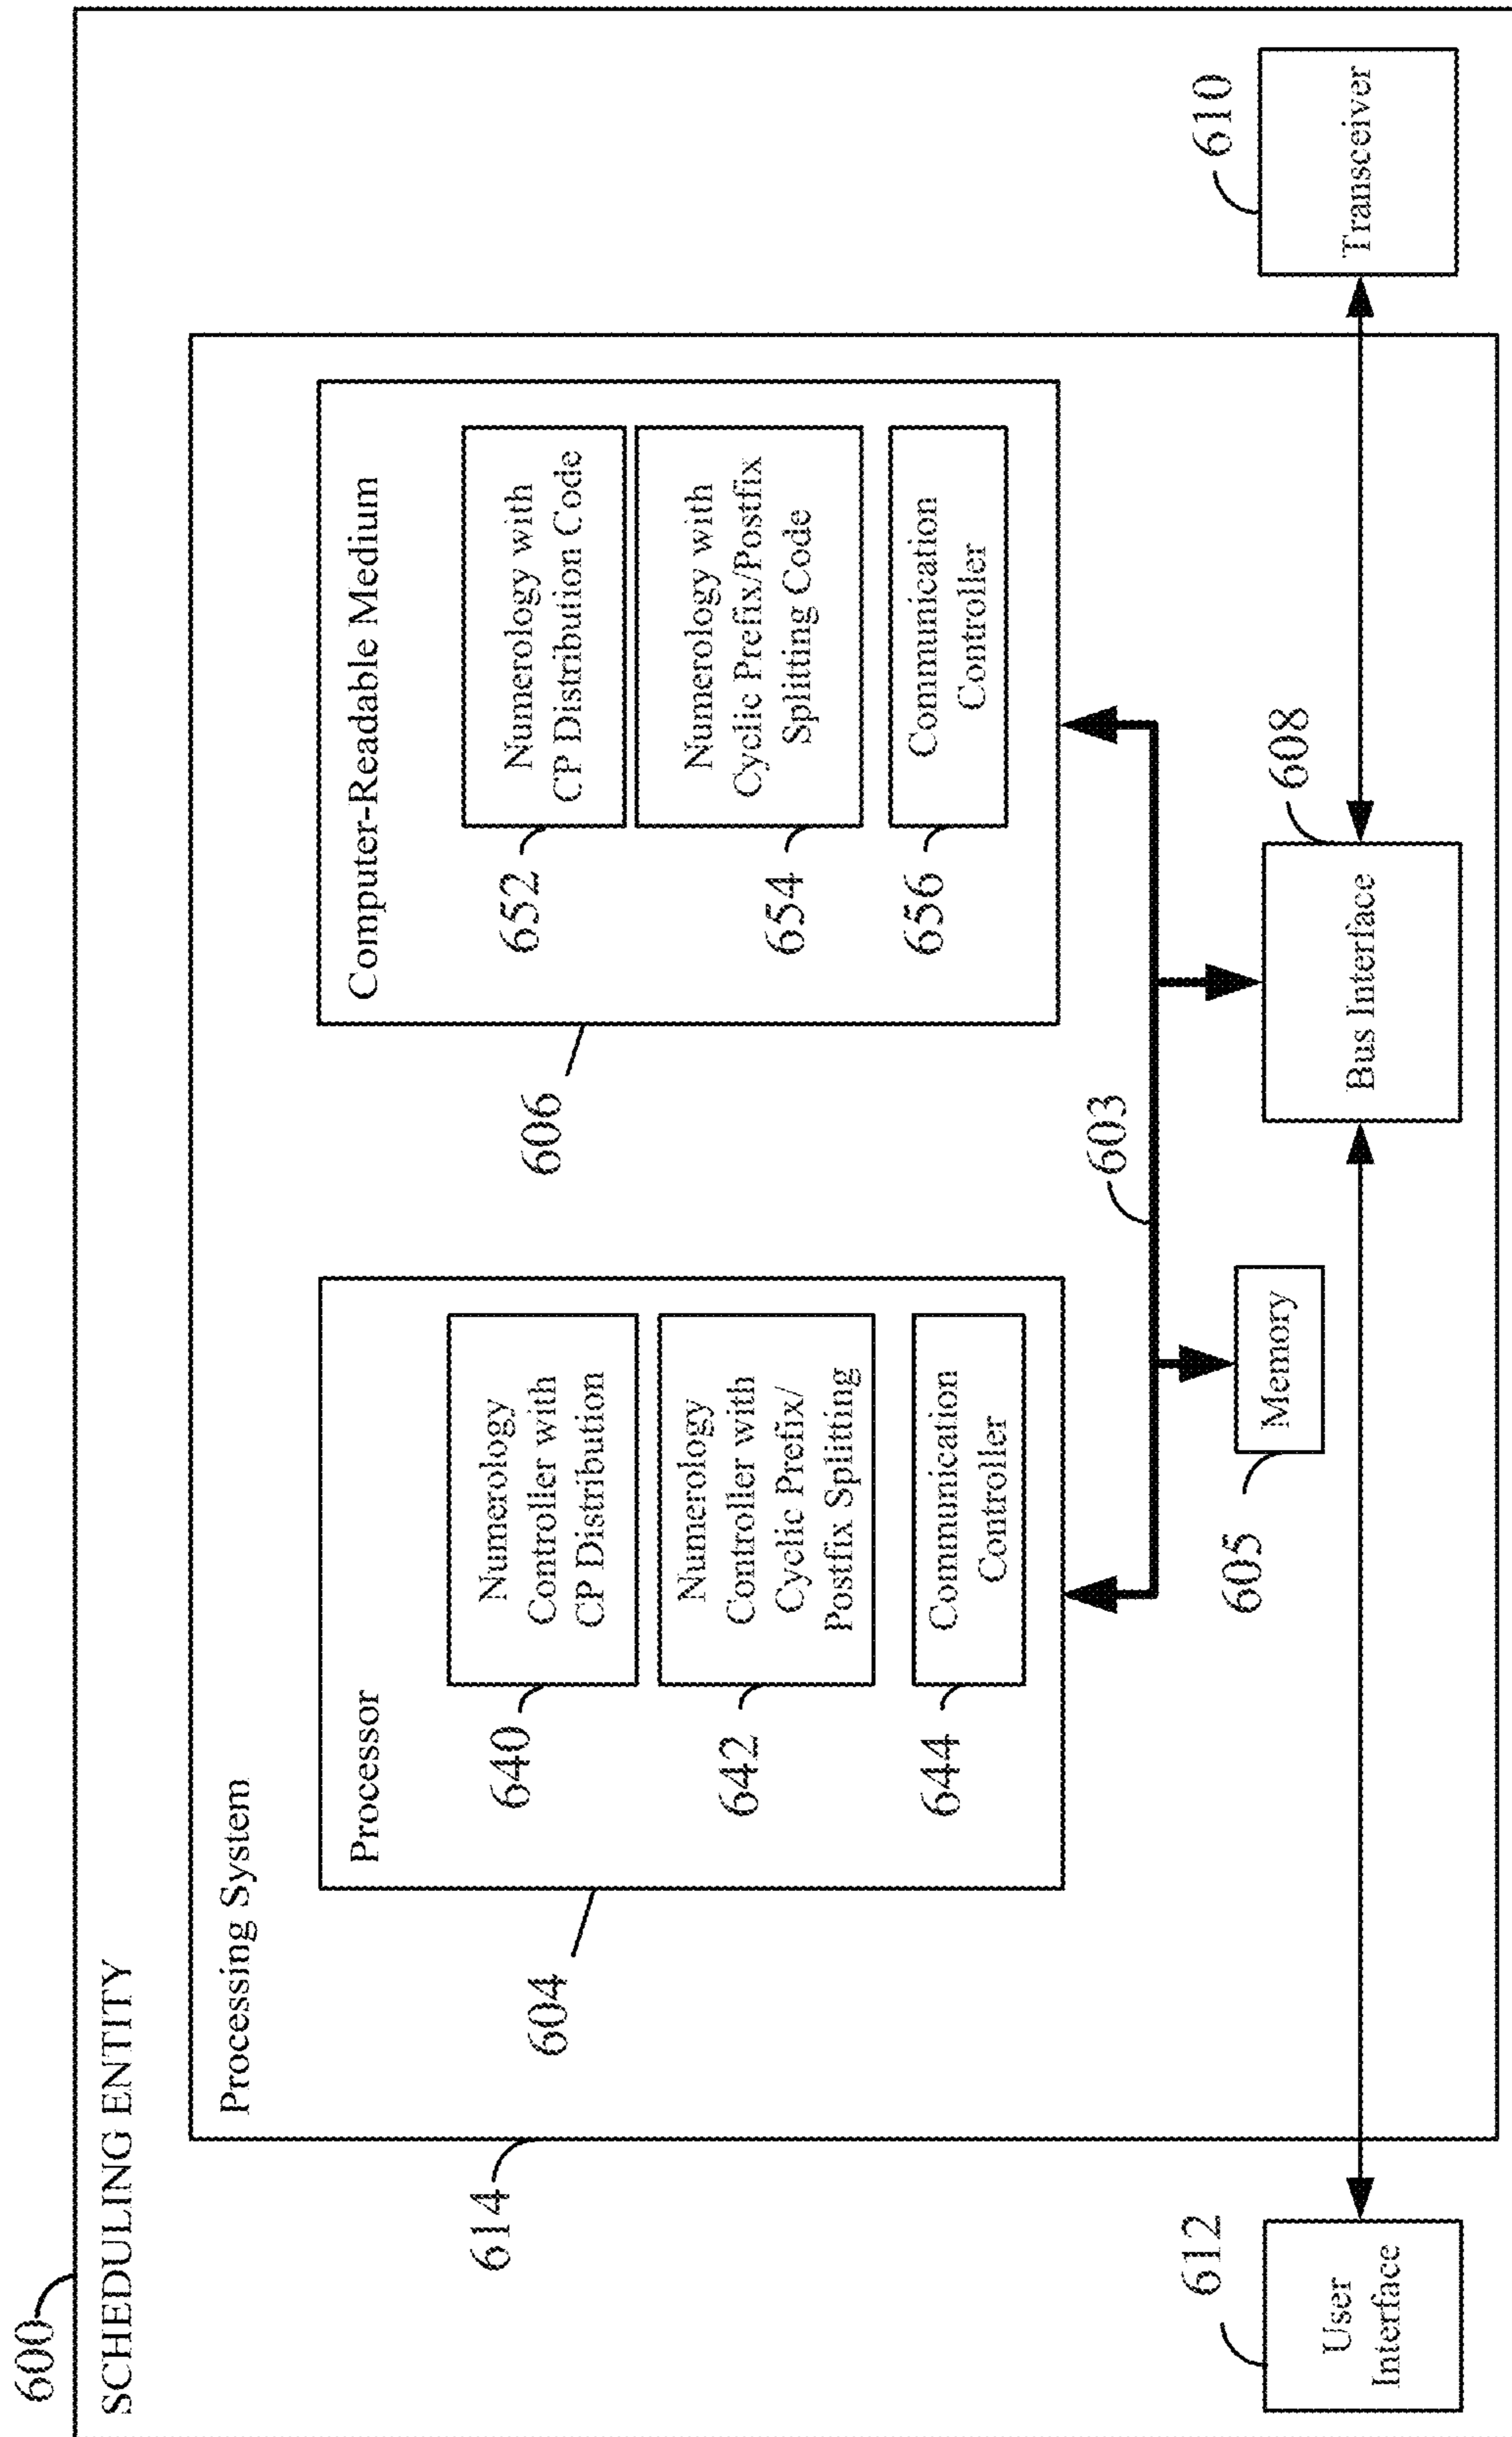 600
SCHEDULING ENTITY
Processing System
614
Processor
604
Numerology
Controller with
CP Distribution
640
Numerology
Controller with
Cyclic Prefix/
Postfix Splitting
642
Communication
Controller
644
Computer-Readable Medium
606
Numerology with
CP Distribution Code
652
Numerology with
Cyclic Prefix/Postfix
Splitting Code
654
Communication
Controller
656
603
Memory
605
Bus Interface
608
User
Interface
612
Transceiver
610